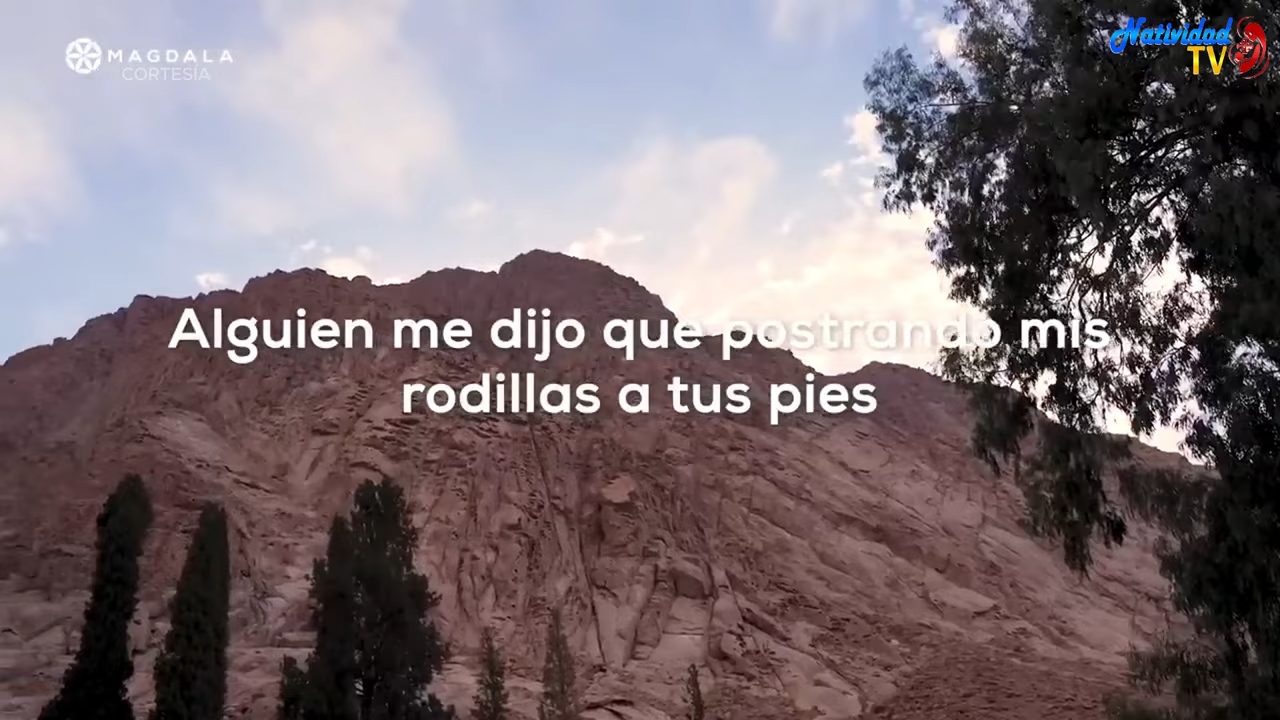 MAGDALA
CORTESÍA
Natividad
TV
Alguien me dijo que postrando mis
rodillas a tus pies